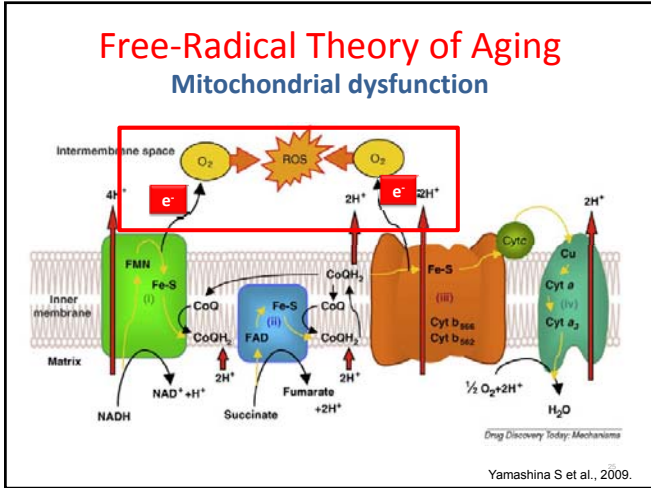 Free-Radical Theory of Aging
Mitochondrial dysfunction
Intermembrane space
O₂
ROS
O₂
4H⁺
e⁻
2H⁺
e⁻
2H⁺
2H⁺
Cytc
FMN
Fe-S
(i)
CoQ
CoQH₂
Fe-S
(ii)
FAD
CoQH₂
CoQ
CoQH₂
Fe-S
(iii)
Cyt b₅₆₆
Cyt b₅₆₂
Cu
Cyt a
(iv)
Cyt a₃
Inner
membrane
Matrix
2H⁺
2H⁺
NADH
NAD⁺+H⁺
Succinate
Fumarate
+2H⁺
½ O₂+2H⁺
H₂O
Drug Discovery Today: Mechanisms
Yamashina S et al., 2009.